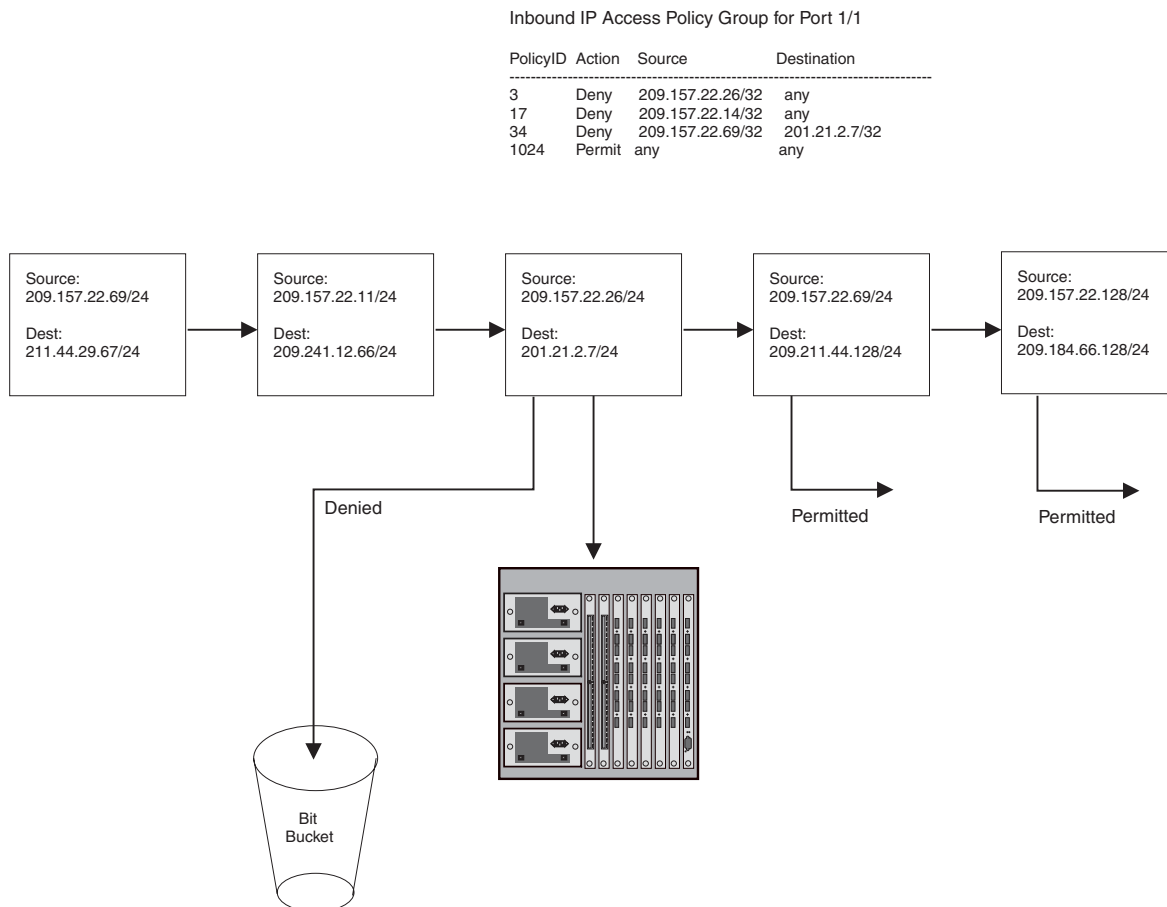 Inbound IP Access Policy Group for Port 1/1
PolicyID Action Source Destination
--------------------------------------------------------------------------------
3 Deny 209.157.22.26/32 any
17 Deny 209.157.22.14/32 any
34 Deny 209.157.22.69/32 201.21.2.7/32
1024 Permit any any
Source:
209.157.22.69/24
Dest:
211.44.29.67/24
Source:
209.157.22.11/24
Dest:
209.241.12.66/24
Source:
209.157.22.26/24
Dest:
201.21.2.7/24
Source:
209.157.22.69/24
Dest:
209.211.44.128/24
Source:
209.157.22.128/24
Dest:
209.184.66.128/24
Denied
Permitted
Permitted
Bit
Bucket